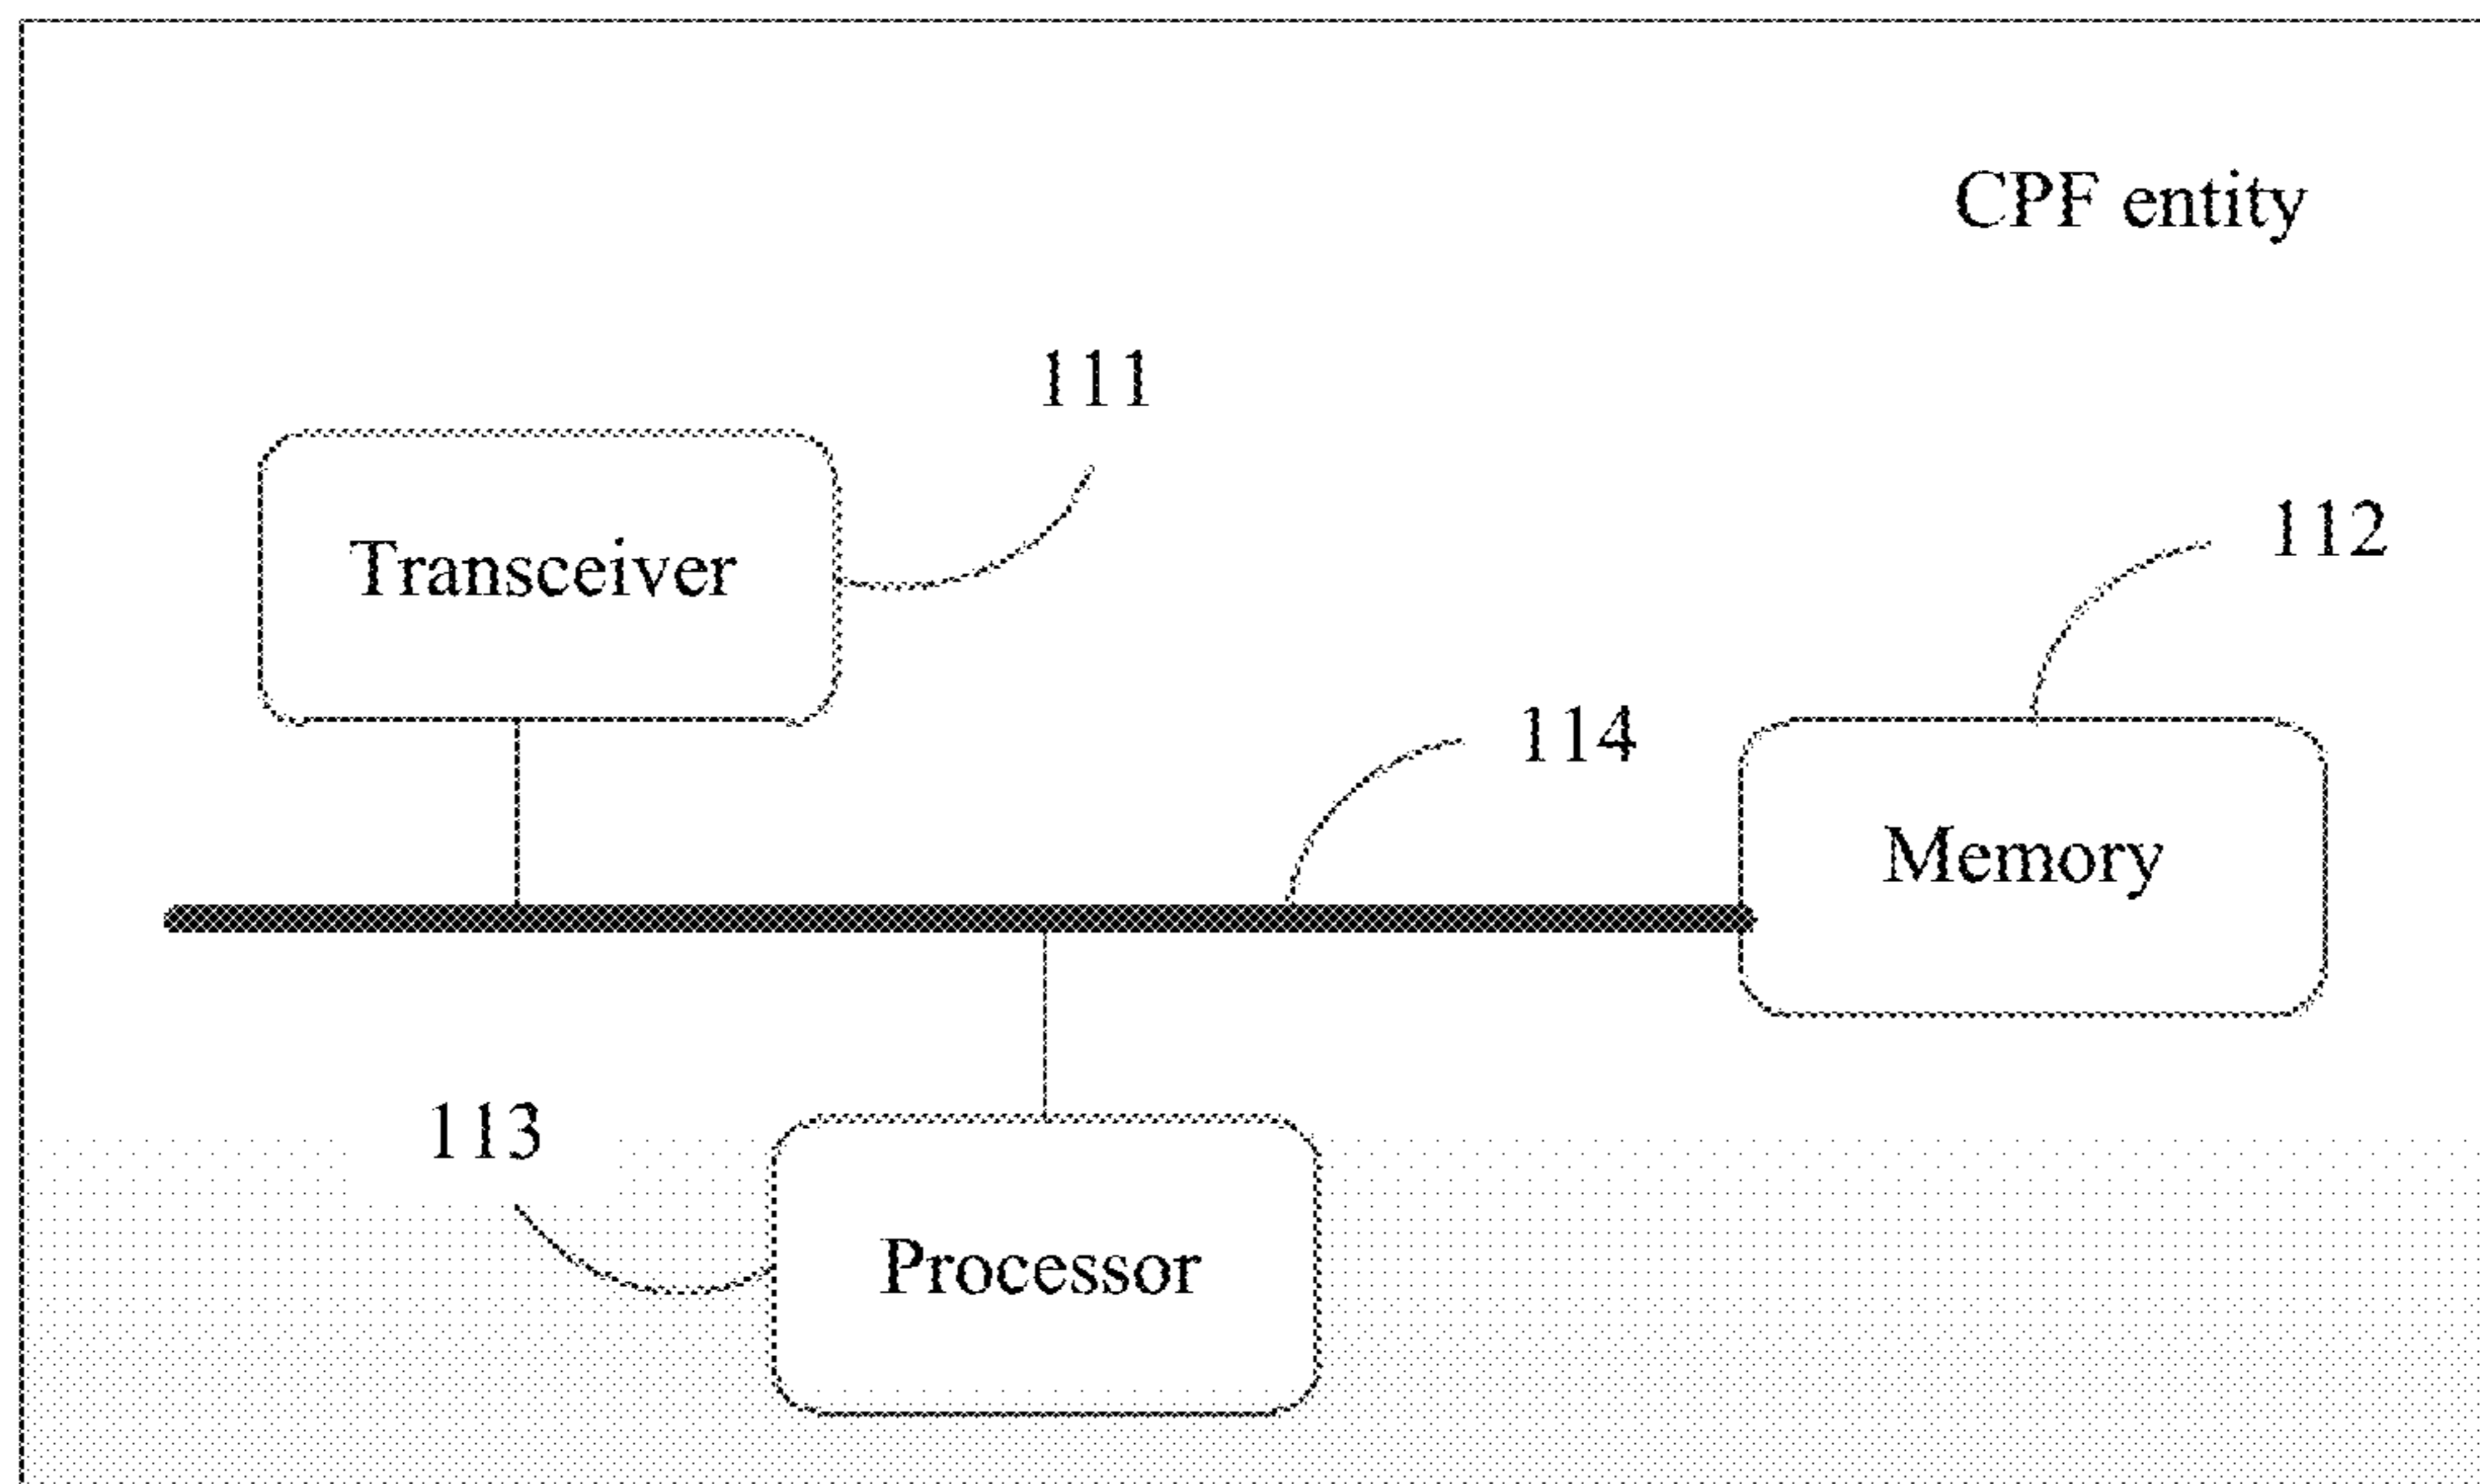 CPF entity
111
Transceiver
112
114
Memory
113
Processor